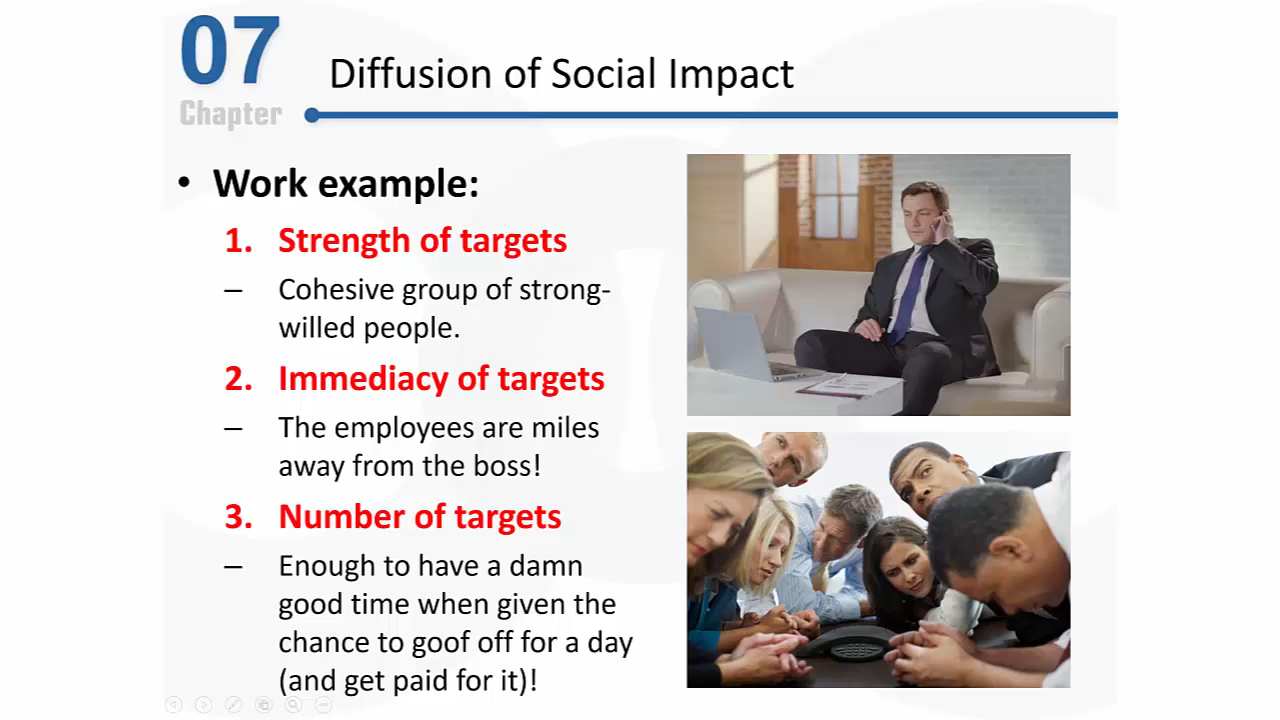 07
Chapter
Diffusion of Social Impact
• Work example:
1. Strength of targets
– Cohesive group of strong-
willed people.
2. Immediacy of targets
– The employees are miles
away from the boss!
3. Number of targets
– Enough to have a damn
good time when given the
chance to goof off for a day
(and get paid for it)!